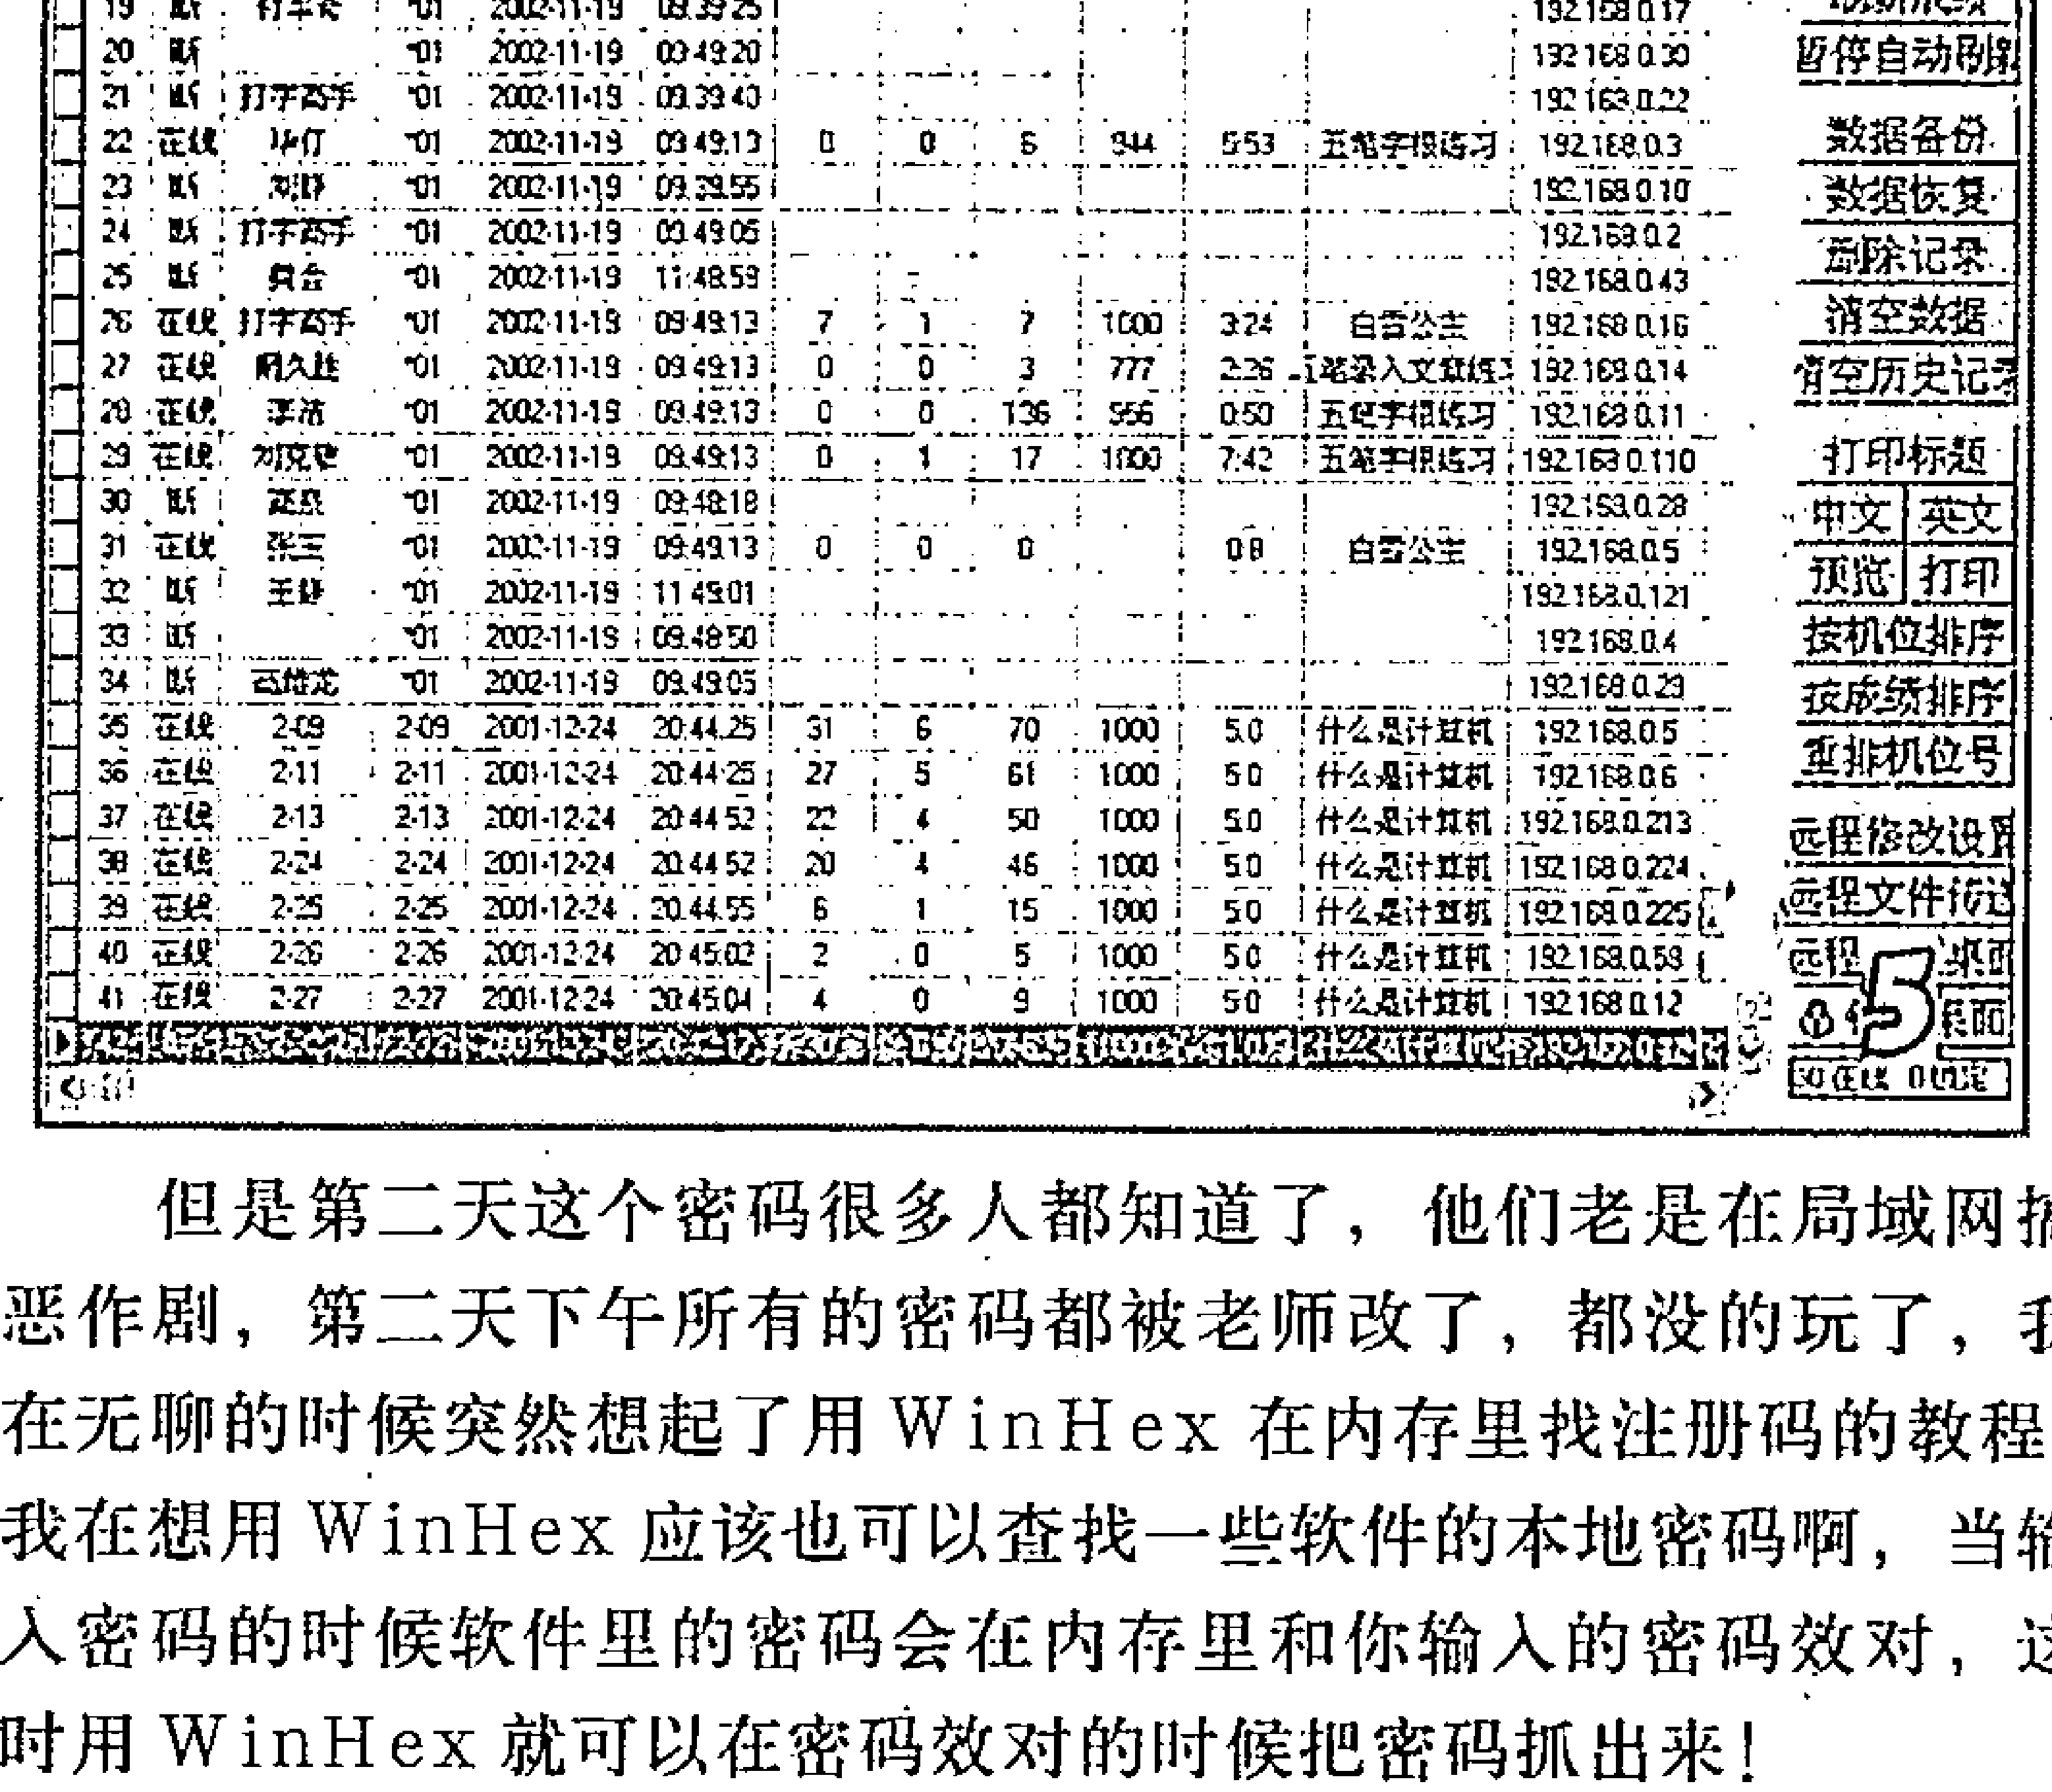 20 断 *01 2002-11-19 09:49:20 192.168.0.30
21 断 打字高手 *01 2002-11-19 09:39:40 192.168.0.22
22 在线 *01 2002-11-19 09:49:13 0 0 6 944 5:53 五笔字根练习 192.168.0.3
23 断 *01 2002-11-19 09:39:55 192.168.0.10
24 断 打字高手 *01 2002-11-19 09:49:05 192.168.0.2
25 断 *01 2002-11-19 11:48:59 192.168.0.43
26 在线 打字高手 *01 2002-11-19 09:49:13 7 1 7 1000 3:24 白雪公主 192.168.0.16
27 在线 *01 2002-11-19 09:49:13 0 0 3 777 2:26 192.168.0.14
28 在线 李洁 *01 2002-11-19 09:49:13 0 0 136 556 0:50 五笔字根练习 192.168.0.11
29 在线 *01 2002-11-19 09:49:13 0 1 17 1000 7:42 五笔字根练习 192.168.0.110
30 断 *01 2002-11-19 09:48:18 192.168.0.28
31 在线 张三 *01 2002-11-19 09:49:13 0 0 0 0:8 白雪公主 192.168.0.5
32 断 王静 *01 2002-11-19 11:49:01 192.168.0.121
33 断 *01 2002-11-19 09:48:50 192.168.0.4
34 断 *01 2002-11-19 09:49:05 192.168.0.23
35 在线 2-09 2-09 2001-12-24 20:44:25 31 6 70 1000 5:0 什么是计算机 192.168.0.5
36 在线 2-11 2-11 2001-12-24 20:44:25 27 5 61 1000 5:0 什么是计算机 192.168.0.6
37 在线 2-13 2-13 2001-12-24 20:44:52 22 4 50 1000 5:0 什么是计算机 192.168.0.213
38 在线 2-24 2-24 2001-12-24 20:44:52 20 4 46 1000 5:0 什么是计算机 192.168.0.224
39 在线 2-25 2-25 2001-12-24 20:44:55 6 1 15 1000 5:0 什么是计算机 192.168.0.225
40 在线 2-26 2-26 2001-12-24 20:45:02 2 0 5 1000 5:0 什么是计算机 192.168.0.59
41 在线 2-27 2-27 2001-12-24 20:45:04 4 0 9 1000 5:0 什么是计算机 192.168.0.12
暂停自动刷新
数据备份
数据恢复
删除记录
清空数据
清空历史记录
打印标题
中文 英文
预览 打印
按机位排序
按成绩排序
重排机位号
远程修改设置
远程文件传送
远程 桌面
5
但是第二天这个密码很多人都知道了，他们老是在局域网搞
恶作剧，第二天下午所有的密码都被老师改了，都没的玩了，我
在无聊的时候突然想起了用 WinHex 在内存里找注册码的教程
我在想用 WinHex 应该也可以查找一些软件的本地密码啊，当输
入密码的时候软件里的密码会在内存里和你输入的密码效对，这
时用 WinHex 就可以在密码效对的时候把密码抓出来！